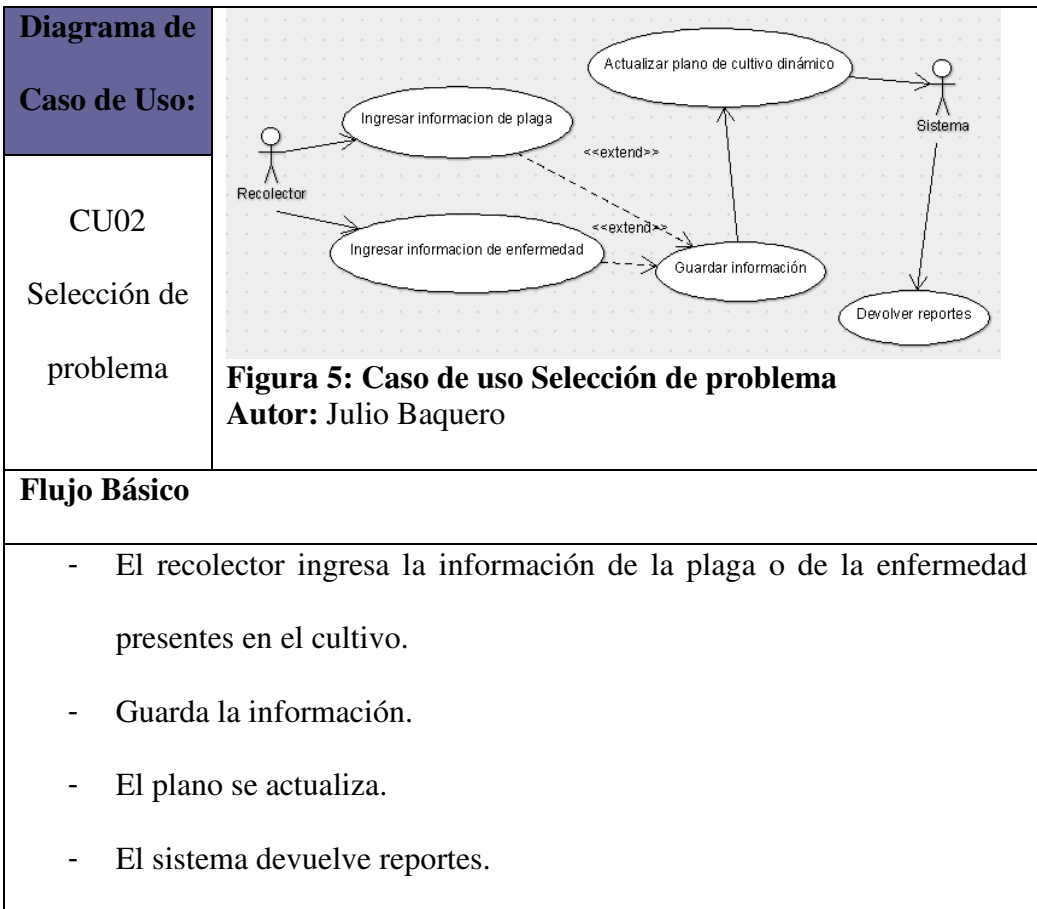 Diagrama de
Caso de Uso:
CU02
Selección de
problema
Actualizar plano de cultivo dinámico
Sistema
Ingresar informacion de plaga
<<extend>>
Recolector
<<extend>>
Ingresar informacion de enfermedad
Guardar información
Devolver reportes
Figura 5: Caso de uso Selección de problema
Autor: Julio Baquero
Flujo Básico
- El recolector ingresa la información de la plaga o de la enfermedad
presentes en el cultivo.
- Guarda la información.
- El plano se actualiza.
- El sistema devuelve reportes.